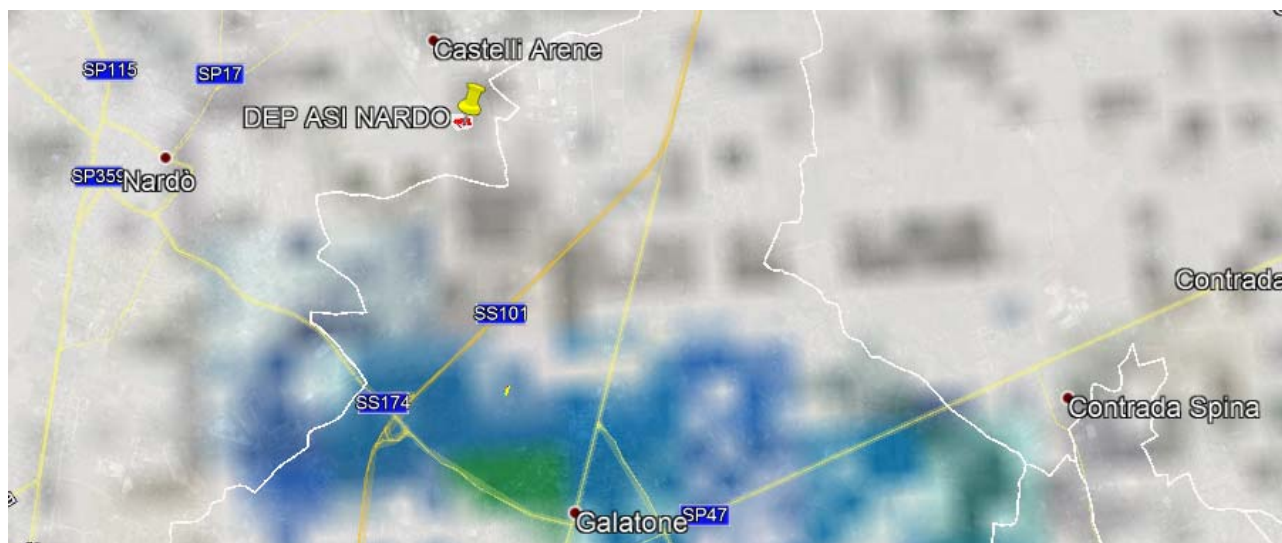 Castelli Arene
SP115
SP17
DEP ASI NARDO
SP359
Nardò
Contrada
SS101
SS174
Contrada Spina
Galatone
SP47